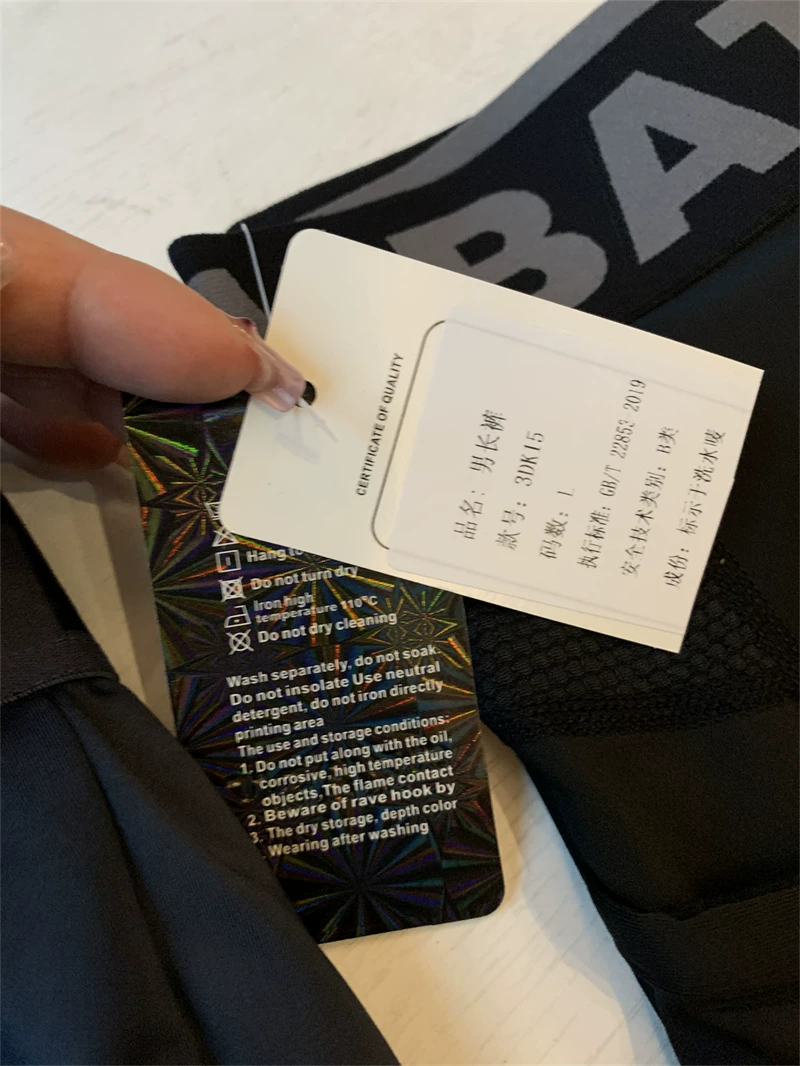 BAT
CERTIFICATE OF QUALITY
品名: 男长裤
款号: 3DK15
码数: L
执行标准: GB/T 22853-2019
安全技术类别: B类
成份: 标示于洗水唛
Hang to
Do not turn dry
Iron high
temperature 110°C
Do not dry cleaning
Wash separately, do not soak
Do not insolate Use neutral
detergent, do not iron directly
printing area
The use and storage conditions:
1. Do not put along with the oil,
corrosive, high temperature
objects,The flame contact
2. Beware of rave hook by
3. The dry storage, depth color
Wearing after washing